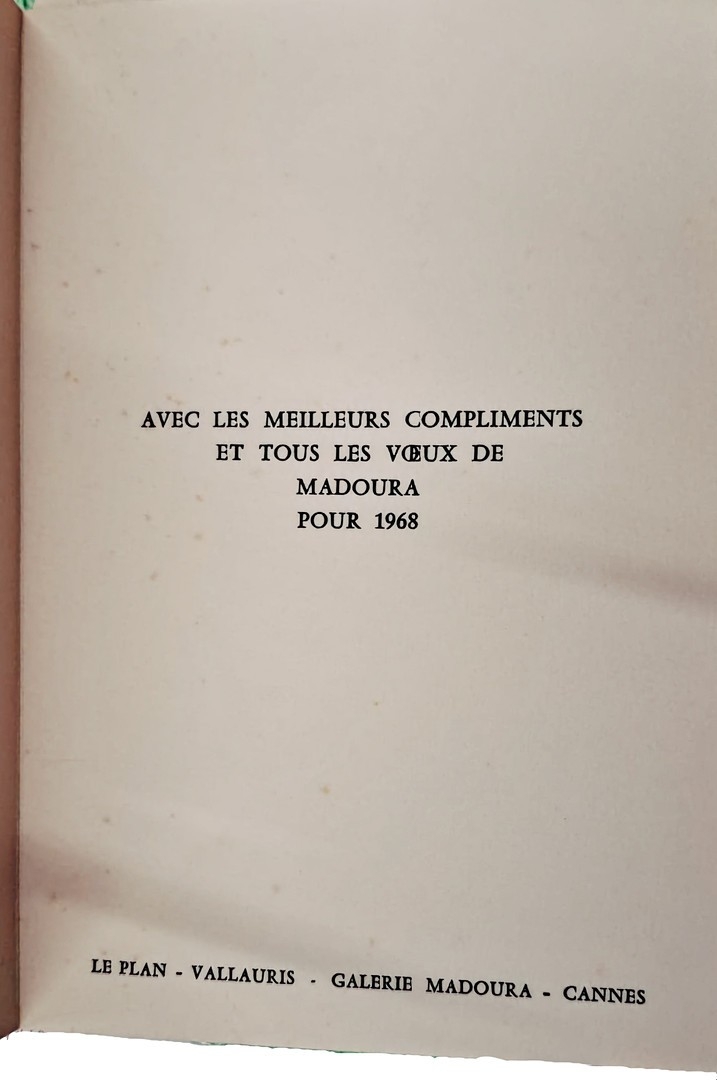 AVEC LES MEILLEURS COMPLIMENTS
ET TOUS LES VŒUX DE
MADOURA
POUR 1968
LE PLAN - VALLAURIS - GALERIE MADOURA - CANNES